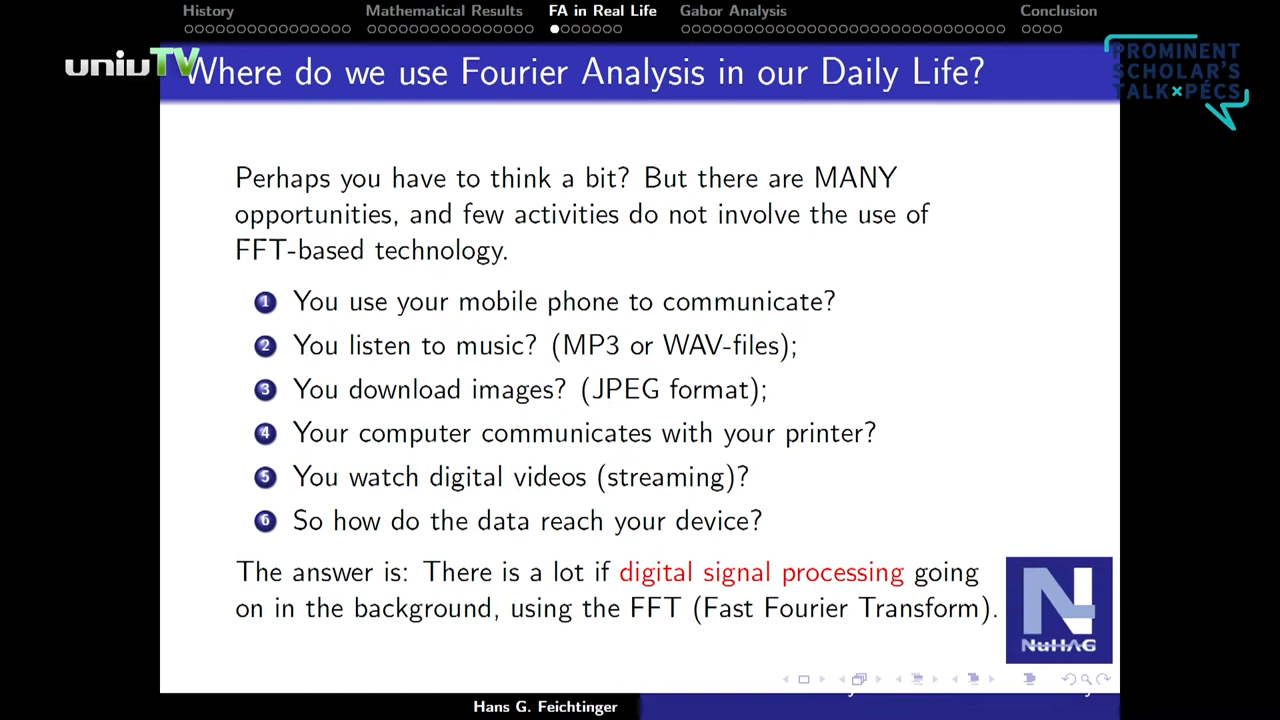 History Mathematical Results FA in Real Life Gabor Analysis Conclusion
univTV
PROMINENT
SCHOLAR'S
TALK×PÉCS
Where do we use Fourier Analysis in our Daily Life?
Perhaps you have to think a bit? But there are MANY
opportunities, and few activities do not involve the use of
FFT-based technology.
1 You use your mobile phone to communicate?
2 You listen to music? (MP3 or WAV-files);
3 You download images? (JPEG format);
4 Your computer communicates with your printer?
5 You watch digital videos (streaming)?
6 So how do the data reach your device?
The answer is: There is a lot if digital signal processing going
on in the background, using the FFT (Fast Fourier Transform).
N
NuHAG
Hans G. Feichtinger